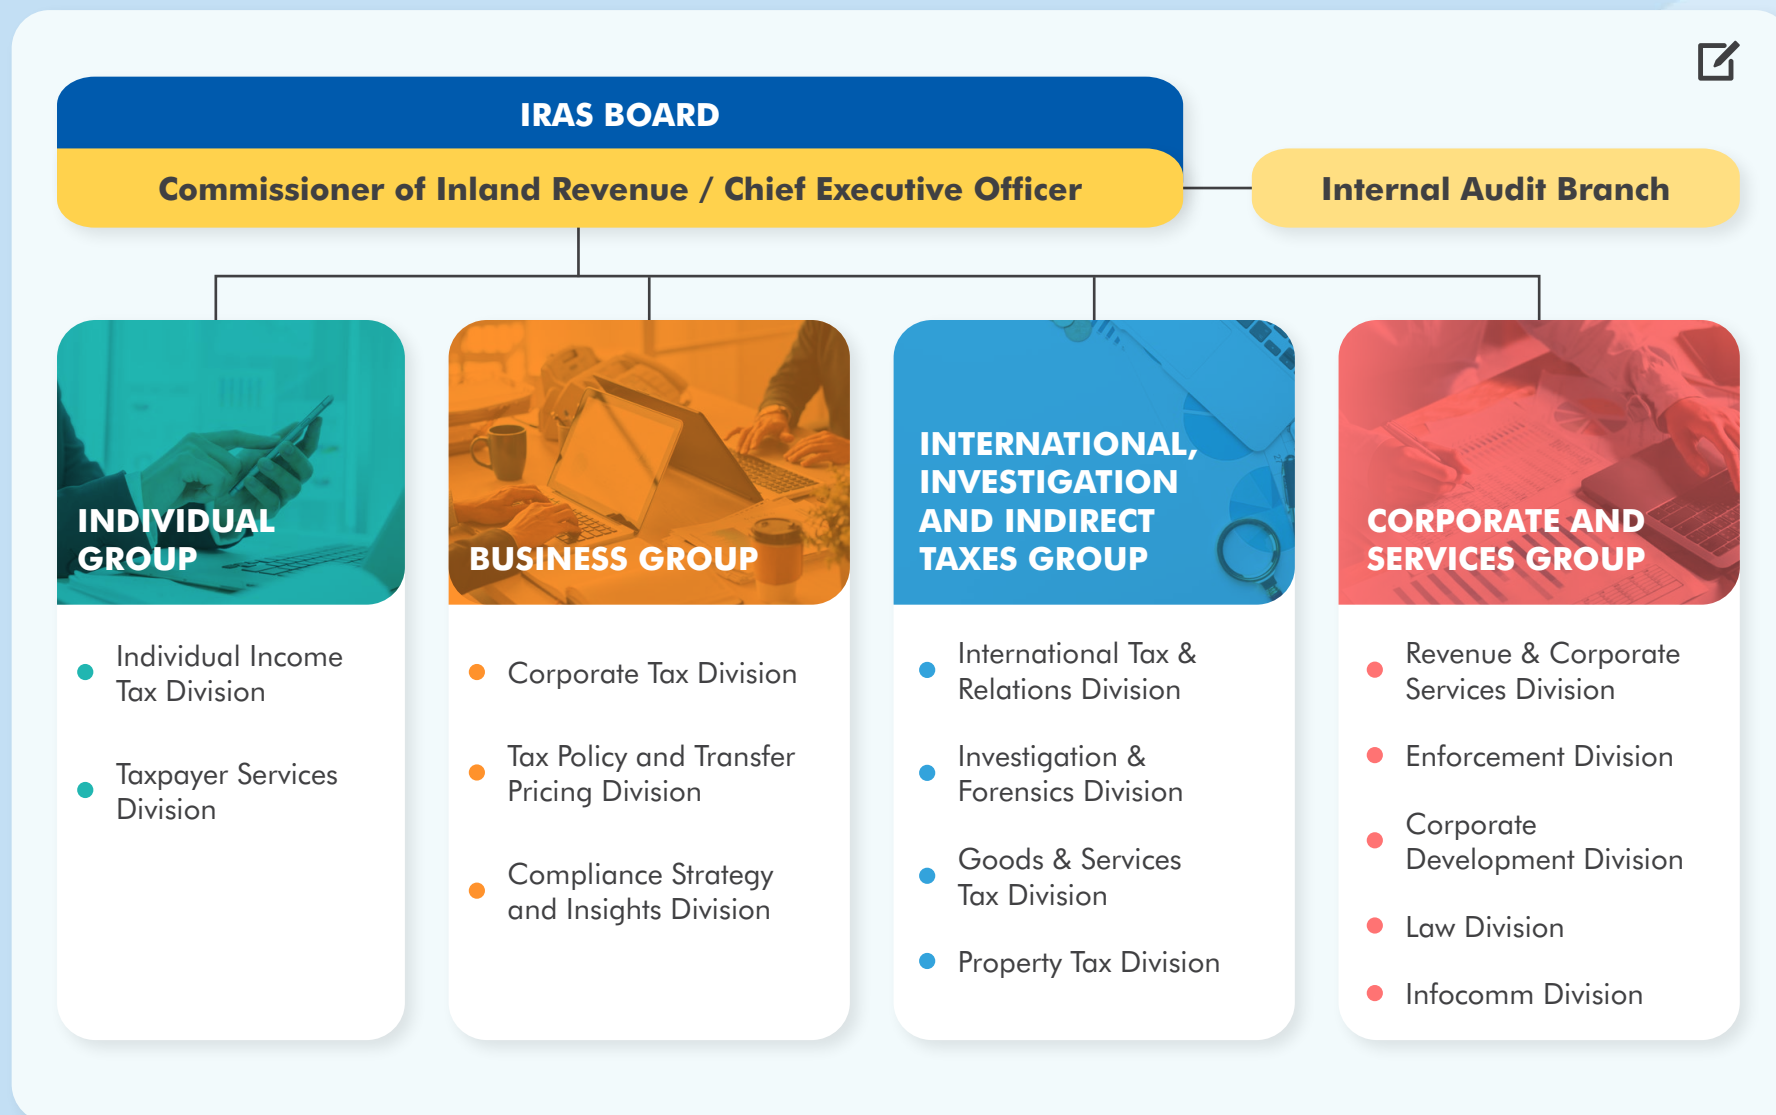 IRAS BOARD
Commissioner of Inland Revenue / Chief Executive Officer
Internal Audit Branch
INDIVIDUAL
GROUP
Individual Income
Tax Division
Taxpayer Services
Division
BUSINESS GROUP
Corporate Tax Division
Tax Policy and Transfer
Pricing Division
Compliance Strategy
and Insights Division
INTERNATIONAL,
INVESTIGATION
AND INDIRECT
TAXES GROUP
International Tax &
Relations Division
Investigation &
Forensics Division
Goods & Services
Tax Division
Property Tax Division
CORPORATE AND
SERVICES GROUP
Revenue & Corporate
Services Division
Enforcement Division
Corporate
Development Division
Law Division
Infocomm Division